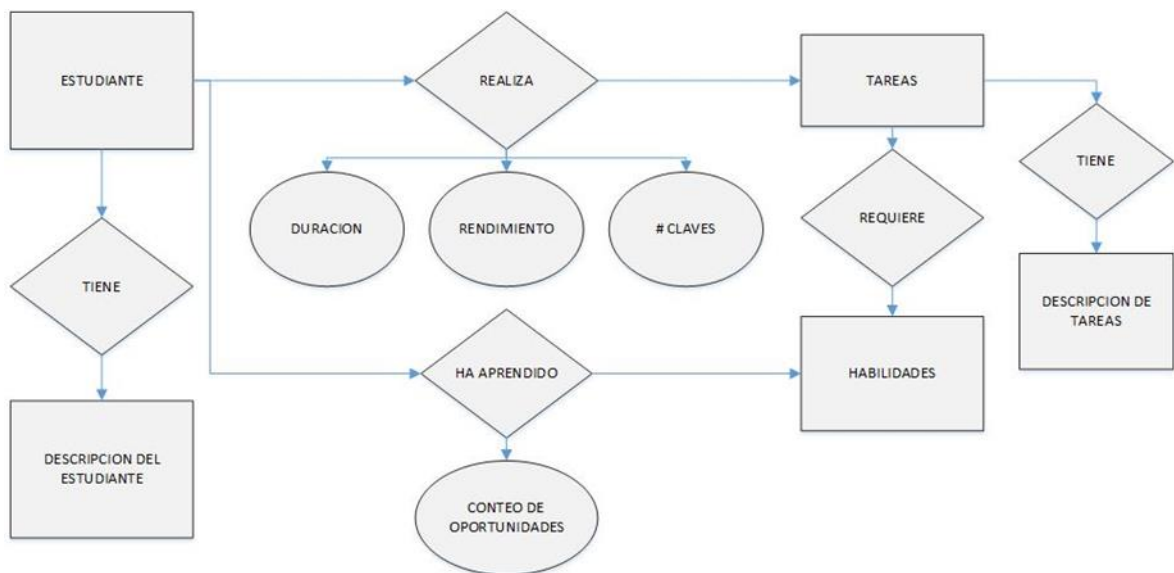 ESTUDIANTE
REALIZA
TAREAS
TIENE
DURACION
RENDIMIENTO
# CLAVES
REQUIERE
TIENE
DESCRIPCION DE
TAREAS
HA APRENDIDO
HABILIDADES
DESCRIPCION DEL
ESTUDIANTE
CONTEO DE
OPORTUNIDADES